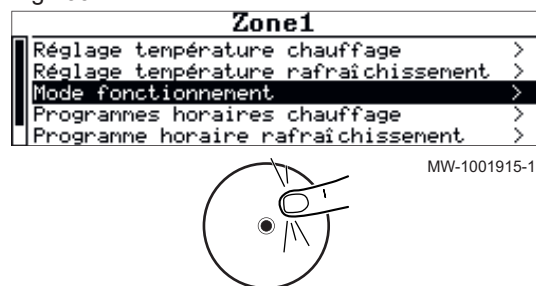 Zone1
Réglage température chauffage >
Réglage température rafraîchissement >
Mode fonctionnement >
Programmes horaires chauffage >
Programme horaire rafraîchissement >
MW-1001915-1